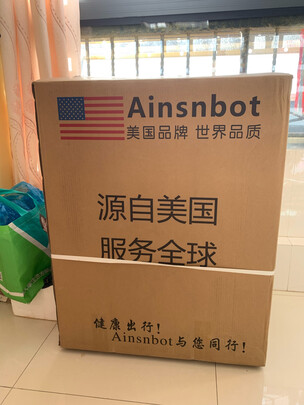 Ainsnbot
美国品牌 世界品质
源自美国
服务全球
健康出行！
Ainsnbot与您同行！